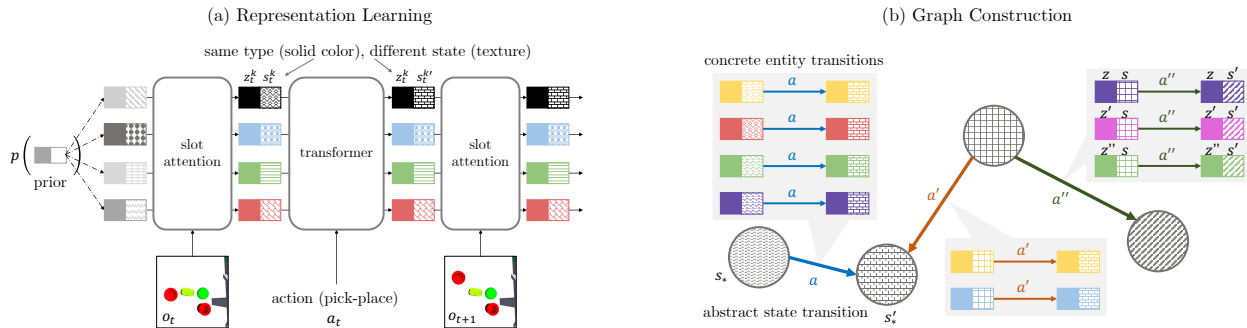 (a) Representation Learning
same type (solid color), different state (texture)
z_t^k s_t^k
z_t^k s_t^{k'}
p ( prior )
slot
attention
transformer
slot
attention
o_t
action (pick-place)
a_t
o_{t+1}
(b) Graph Construction
concrete entity transitions
a
a
a
a
z s a'' z s'
z' s a'' z' s'
z'' s a'' z'' s'
a'
a''
s_*
a
s'_*
abstract state transition
a'
a'